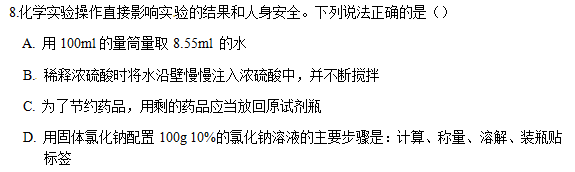 8.化学实验操作直接影响实验的结果和人身安全。下列说法正确的是（）
A. 用 100ml 的量筒量取 8.55ml 的水
B. 稀释浓硫酸时将水沿壁慢慢注入浓硫酸中，并不断搅拌
C. 为了节约药品，用剩的药品应当放回原试剂瓶
D. 用固体氯化钠配置 100g 10%的氯化钠溶液的主要步骤是：计算、称量、溶解、装瓶贴
标签